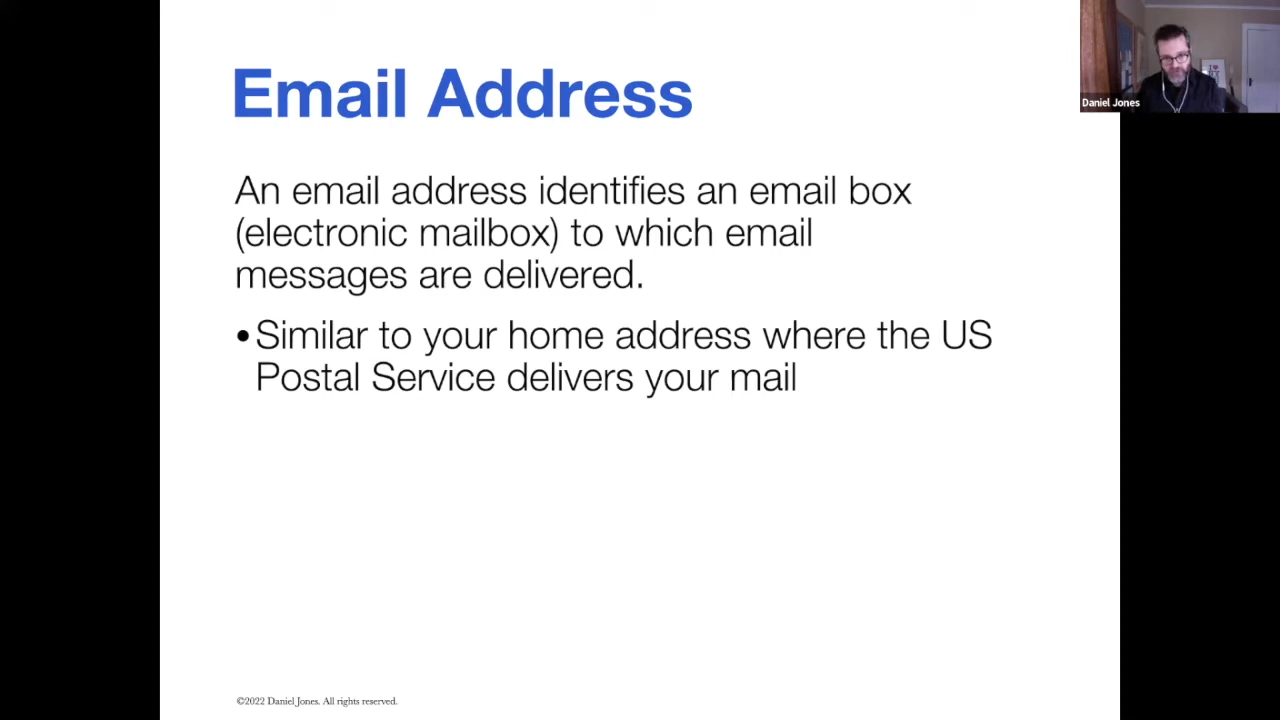 Email Address
Daniel Jones
An email address identifies an email box
(electronic mailbox) to which email
messages are delivered.
•Similar to your home address where the US
Postal Service delivers your mail
©2022 Daniel Jones. All rights reserved.